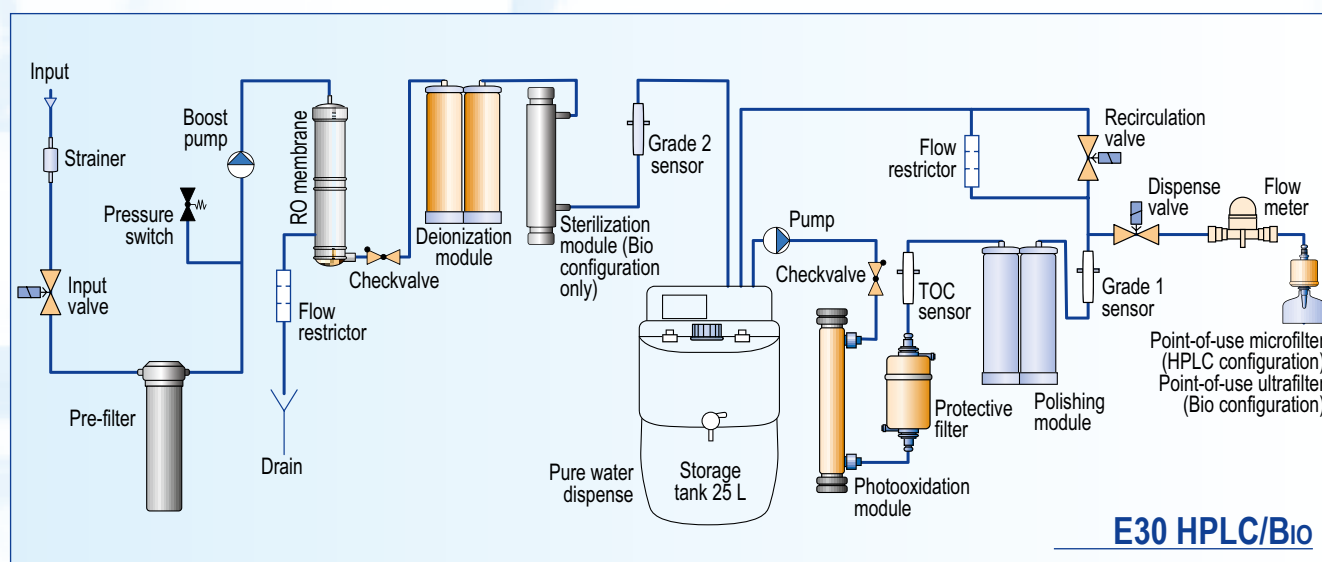 Input
Strainer
Boost
pump
Pressure
switch
Input
valve
Pre-filter
RO membrane
Checkvalve
Flow
restrictor
Drain
Deionization
module
Sterilization
module (Bio
configuration
only)
Grade 2
sensor
Pure water
dispense
Storage
tank 25 L
Pump
Checkvalve
Photooxidation
module
Protective
filter
TOC
sensor
Polishing
module
Grade 1
sensor
Flow
restrictor
Recirculation
valve
Dispense
valve
Flow
meter
Point-of-use microfilter
(HPLC configuration)
Point-of-use ultrafilter
(Bio configuration)
E30 HPLC/BIO